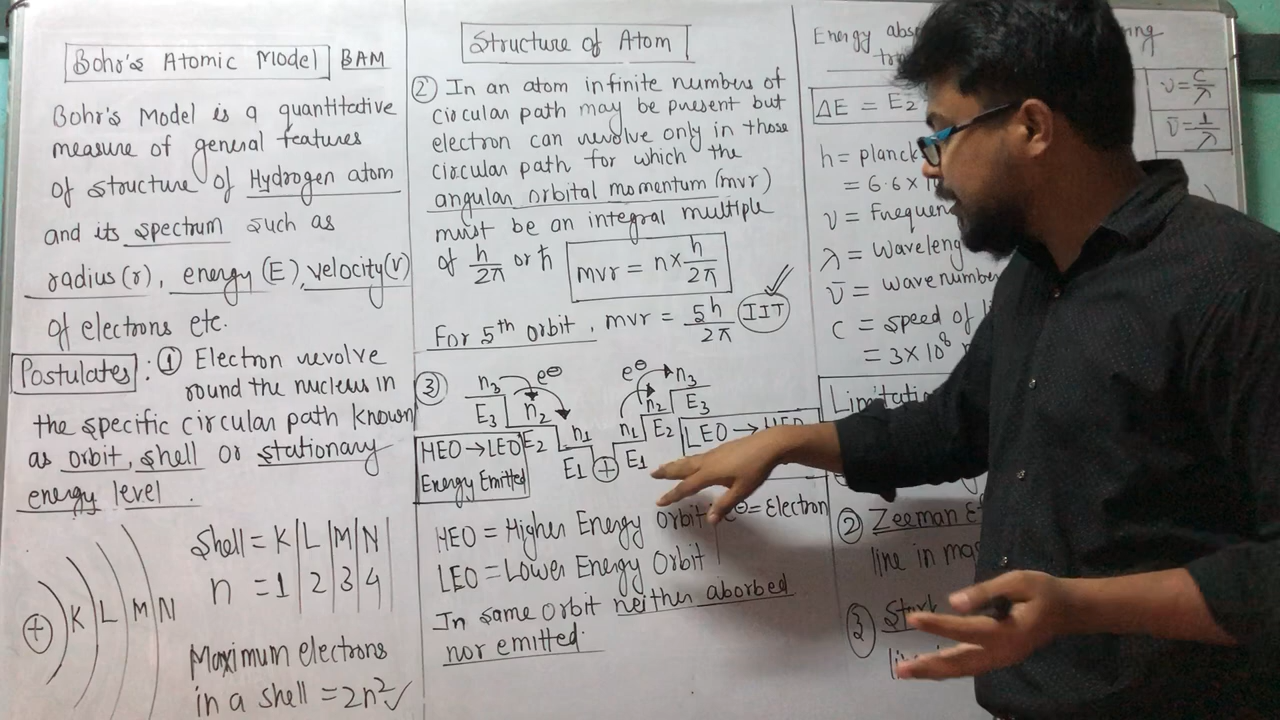 Bohr's Atomic Model BAM
Bohr's Model is a quantitative
measure of general features
of structure of Hydrogen atom
and its spectrum such as
radius (r), energy (E), velocity (v)
of electrons etc.
Postulates : ① Electron revolve
round the nucleus in
the specific circular path known
as orbit, shell or stationary
energy level.
Shell = K | L | M | N
n = 1 | 2 | 3 | 4
(+) K L M N
Maximum electrons
in a shell = 2n² ✓
Structure of Atom
② In an atom infinite numbers of
circular path may be present but
electron can revolve only in those
circular path for which the
angular orbital momentum (mvr)
must be an integral multiple
of h/2π or ħ mvr = n × h/2π
For 5th orbit, mvr = 5h/2π IIT ✓
③ n3 e⊖
E3 n2
E2 n1
E1 (+)
HEO → LEO
Energy Emitted
e⊖ n3
n2 E3
n1 E2
E1
LEO →
HEO = Higher Energy Orbit e⊖ = Electron
LEO = Lower Energy Orbit
In same orbit neither aborbed
nor emitted.
Energy
ΔE = E2
ν = c/λ
ν̄ = 1/λ
h =
= 6.6 × 10
ν =
λ =
ν̄ = wave number
c = speed of
= 3 × 10⁸
② Zeeman
line in
③